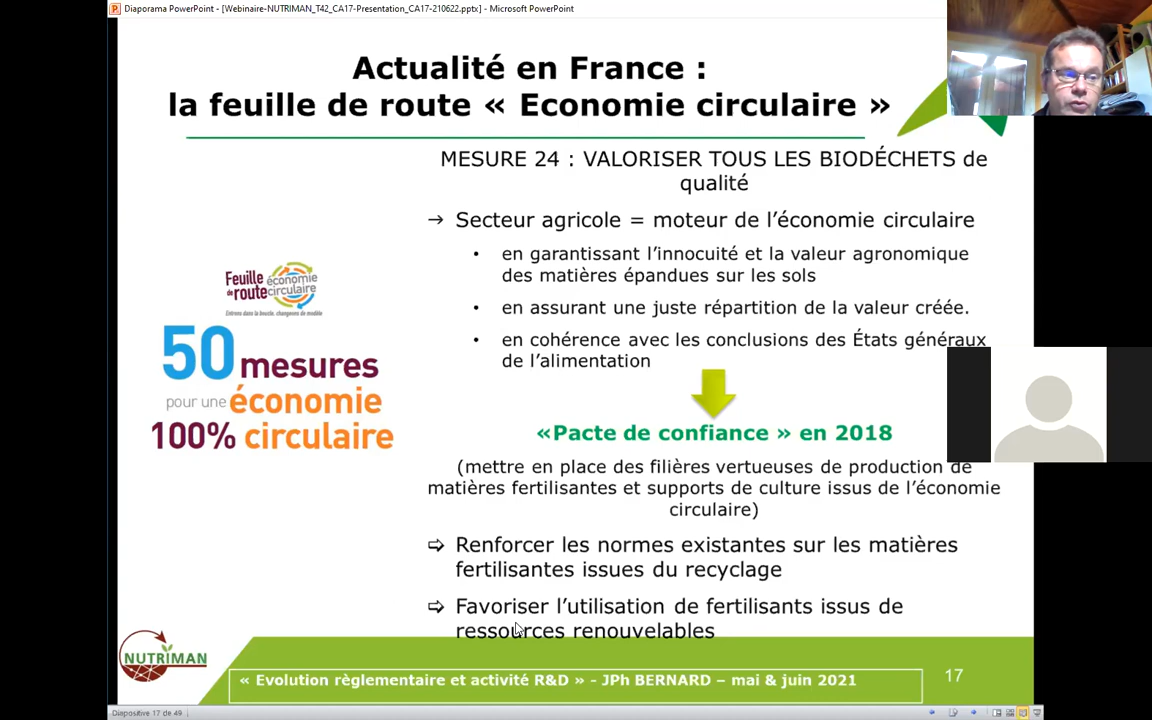 Diaporama PowerPoint - [Webinaire-NUTRIMAN_T42_CA17-Presentation_CA17-210622.pptx] - Microsoft PowerPoint
Actualité en France :
la feuille de route « Economie circulaire »
MESURE 24 : VALORISER TOUS LES BIODÉCHETS de
qualité
→ Secteur agricole = moteur de l’économie circulaire
• en garantissant l’innocuité et la valeur agronomique
des matières épandues sur les sols
• en assurant une juste répartition de la valeur créée.
• en cohérence avec les conclusions des États généraux
de l’alimentation
Feuille
de route
économie
circulaire
Entrons dans la boucle, changeons de modèle
50 mesures
pour une économie
100% circulaire
«Pacte de confiance » en 2018
(mettre en place des filières vertueuses de production de
matières fertilisantes et supports de culture issus de l’économie
circulaire)
⇨ Renforcer les normes existantes sur les matières
fertilisantes issues du recyclage
⇨ Favoriser l’utilisation de fertilisants issus de
ressources renouvelables
NUTRIMAN
« Evolution règlementaire et activité R&D » - JPh BERNARD – mai & juin 2021
17
Diapositive 17 de 49